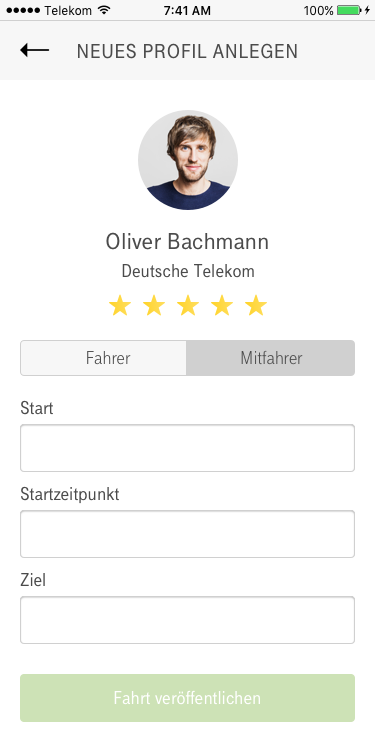 Telekom 7:41 AM 100%
NEUES PROFIL ANLEGEN
Oliver Bachmann
Deutsche Telekom
Fahrer Mitfahrer
Start
Startzeitpunkt
Ziel
Fahrt veröffentlichen